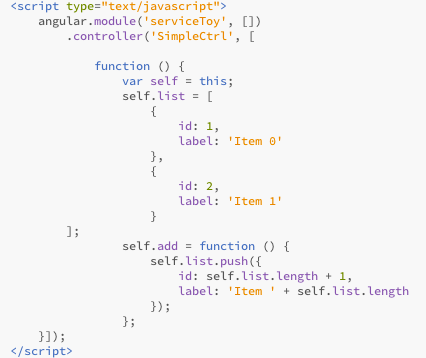 <script type="text/javascript">
angular.module('serviceToy', [])
.controller('SimpleCtrl', [
function () {
var self = this;
self.list = [
{
id: 1,
label: 'Item 0'
},
{
id: 2,
label: 'Item 1'
}
];
self.add = function () {
self.list.push({
id: self.list.length + 1,
label: 'Item ' + self.list.length
});
};
}]);
</script>